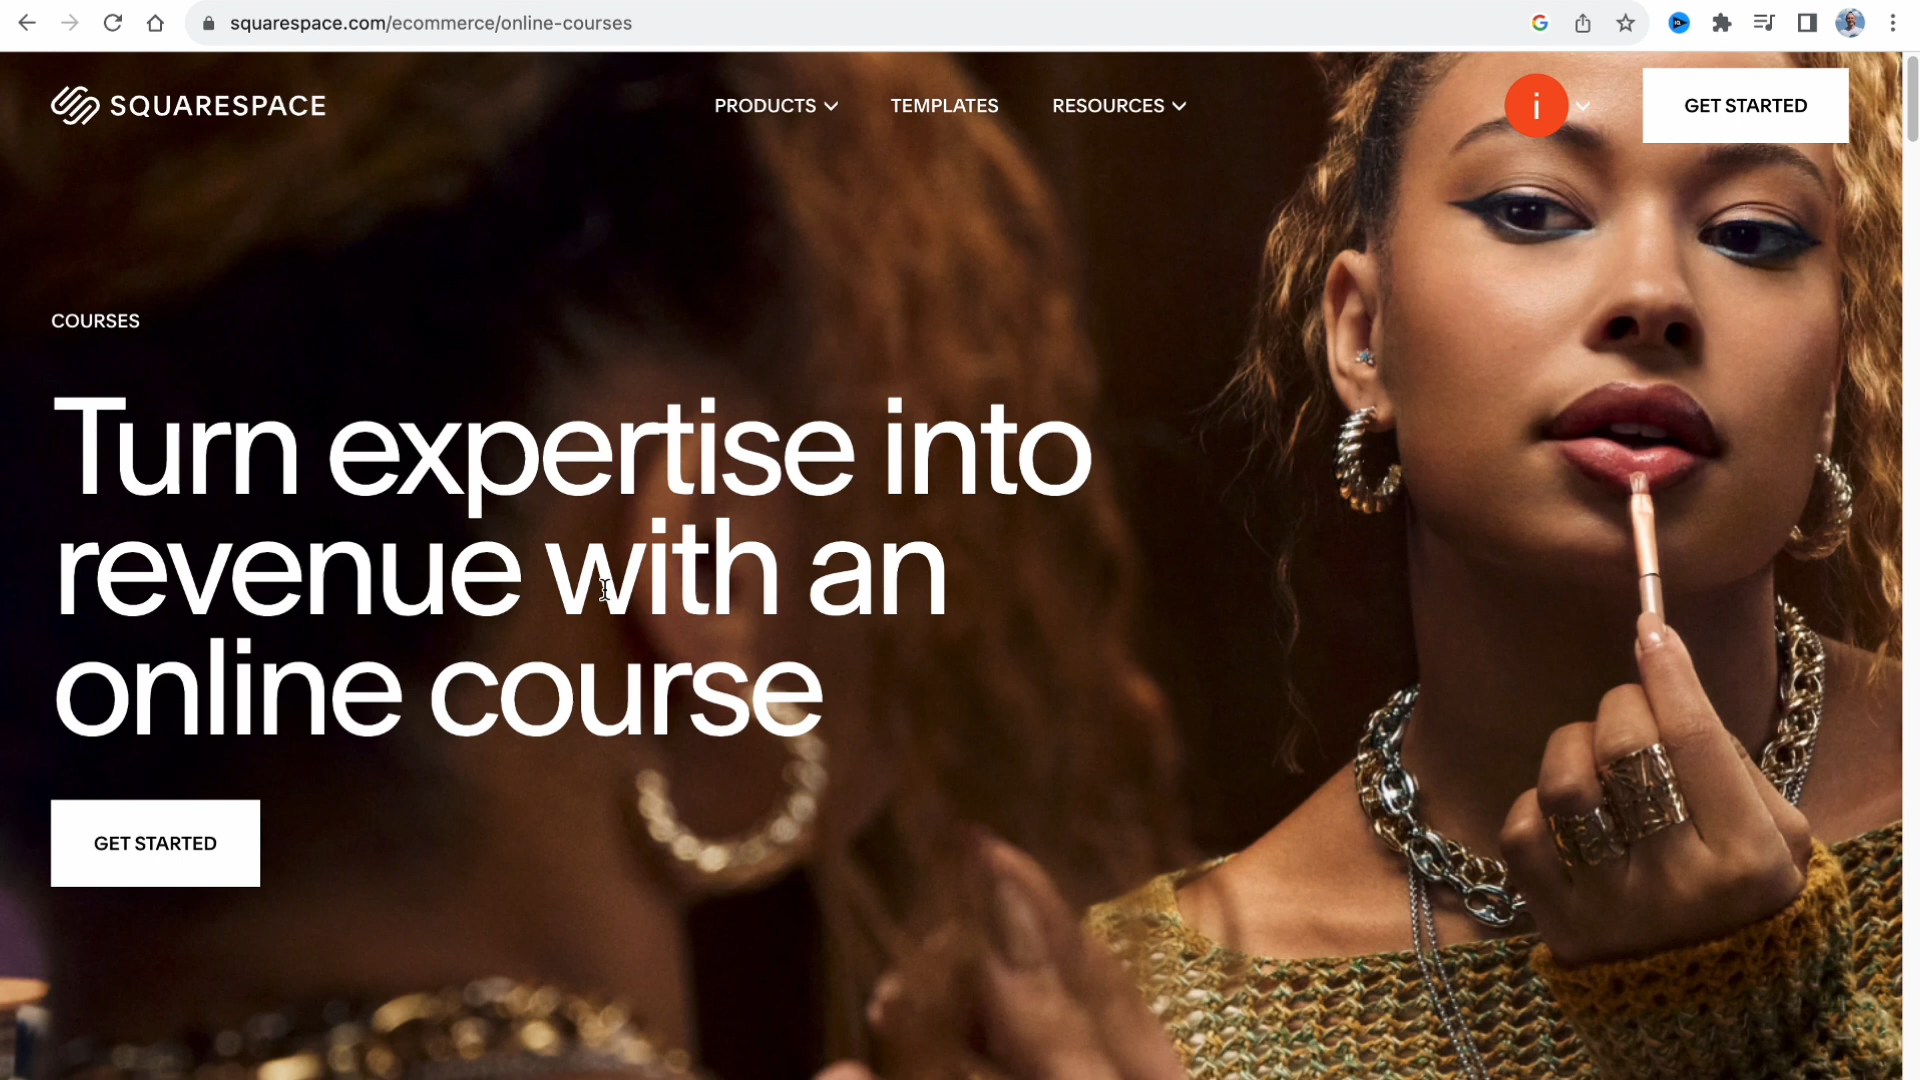 squarespace.com/ecommerce/online-courses
SQUARESPACE
PRODUCTS
TEMPLATES
RESOURCES
i
GET STARTED
COURSES
Turn expertise into
revenue with an
online course
GET STARTED